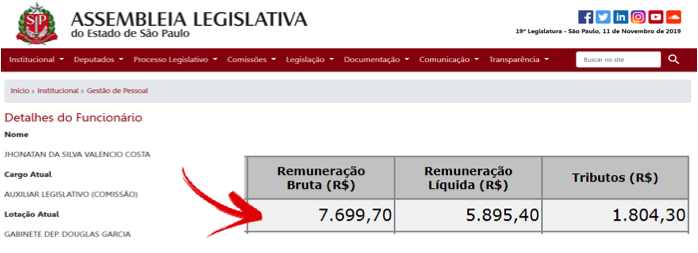 SP
ASSEMBLEIA LEGISLATIVA
do Estado de São Paulo
19ª Legislatura - São Paulo, 11 de Novembro de 2019
Institucional Deputados Processo Legislativo Comissões Legislação Documentação Comunicação Transparência Buscar no site
Início > Institucional > Gestão de Pessoal
Detalhes do Funcionário
Nome
JHONATAN DA SILVA VALENCIO COSTA
Cargo Atual
AUXILIAR LEGISLATIVO (COMISSÃO)
Lotação Atual
GABINETE DEP. DOUGLAS GARCIA
Remuneração Bruta (R$) Remuneração Líquida (R$) Tributos (R$)
7.699,70 5.895,40 1.804,30